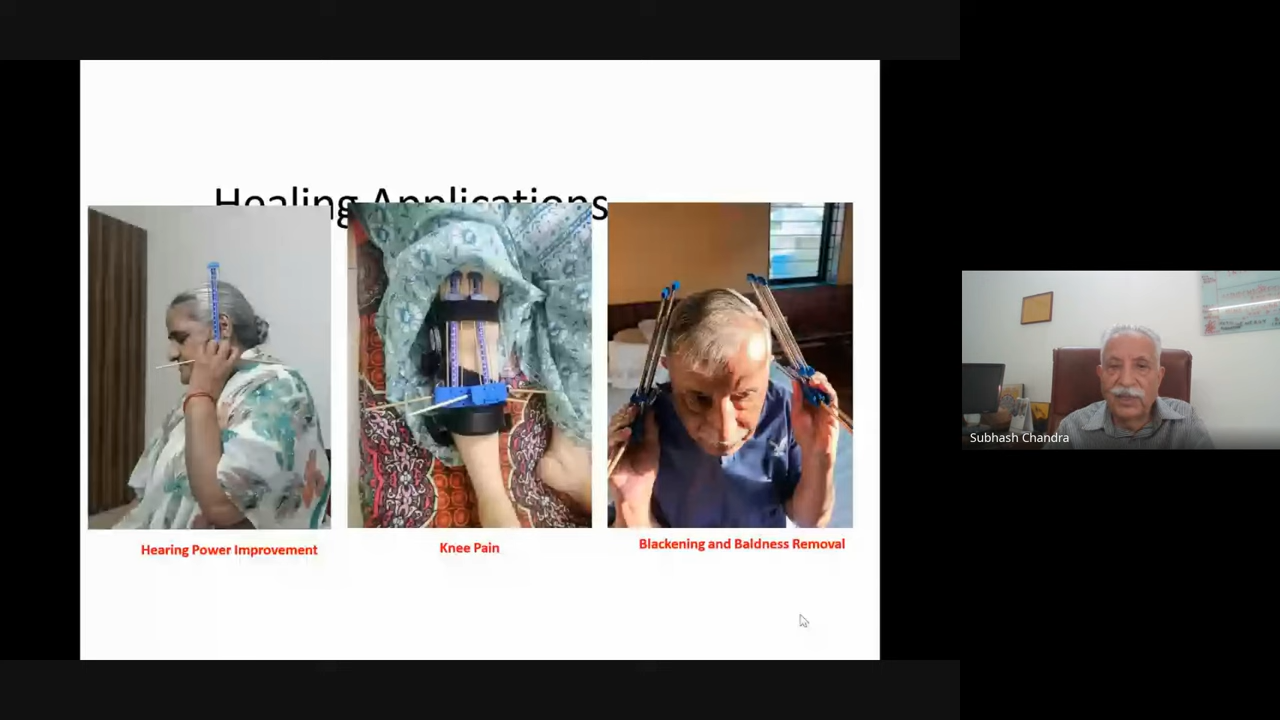 Healing Applications
Hearing Power Improvement
Knee Pain
Blackening and Baldness Removal
Subhash Chandra